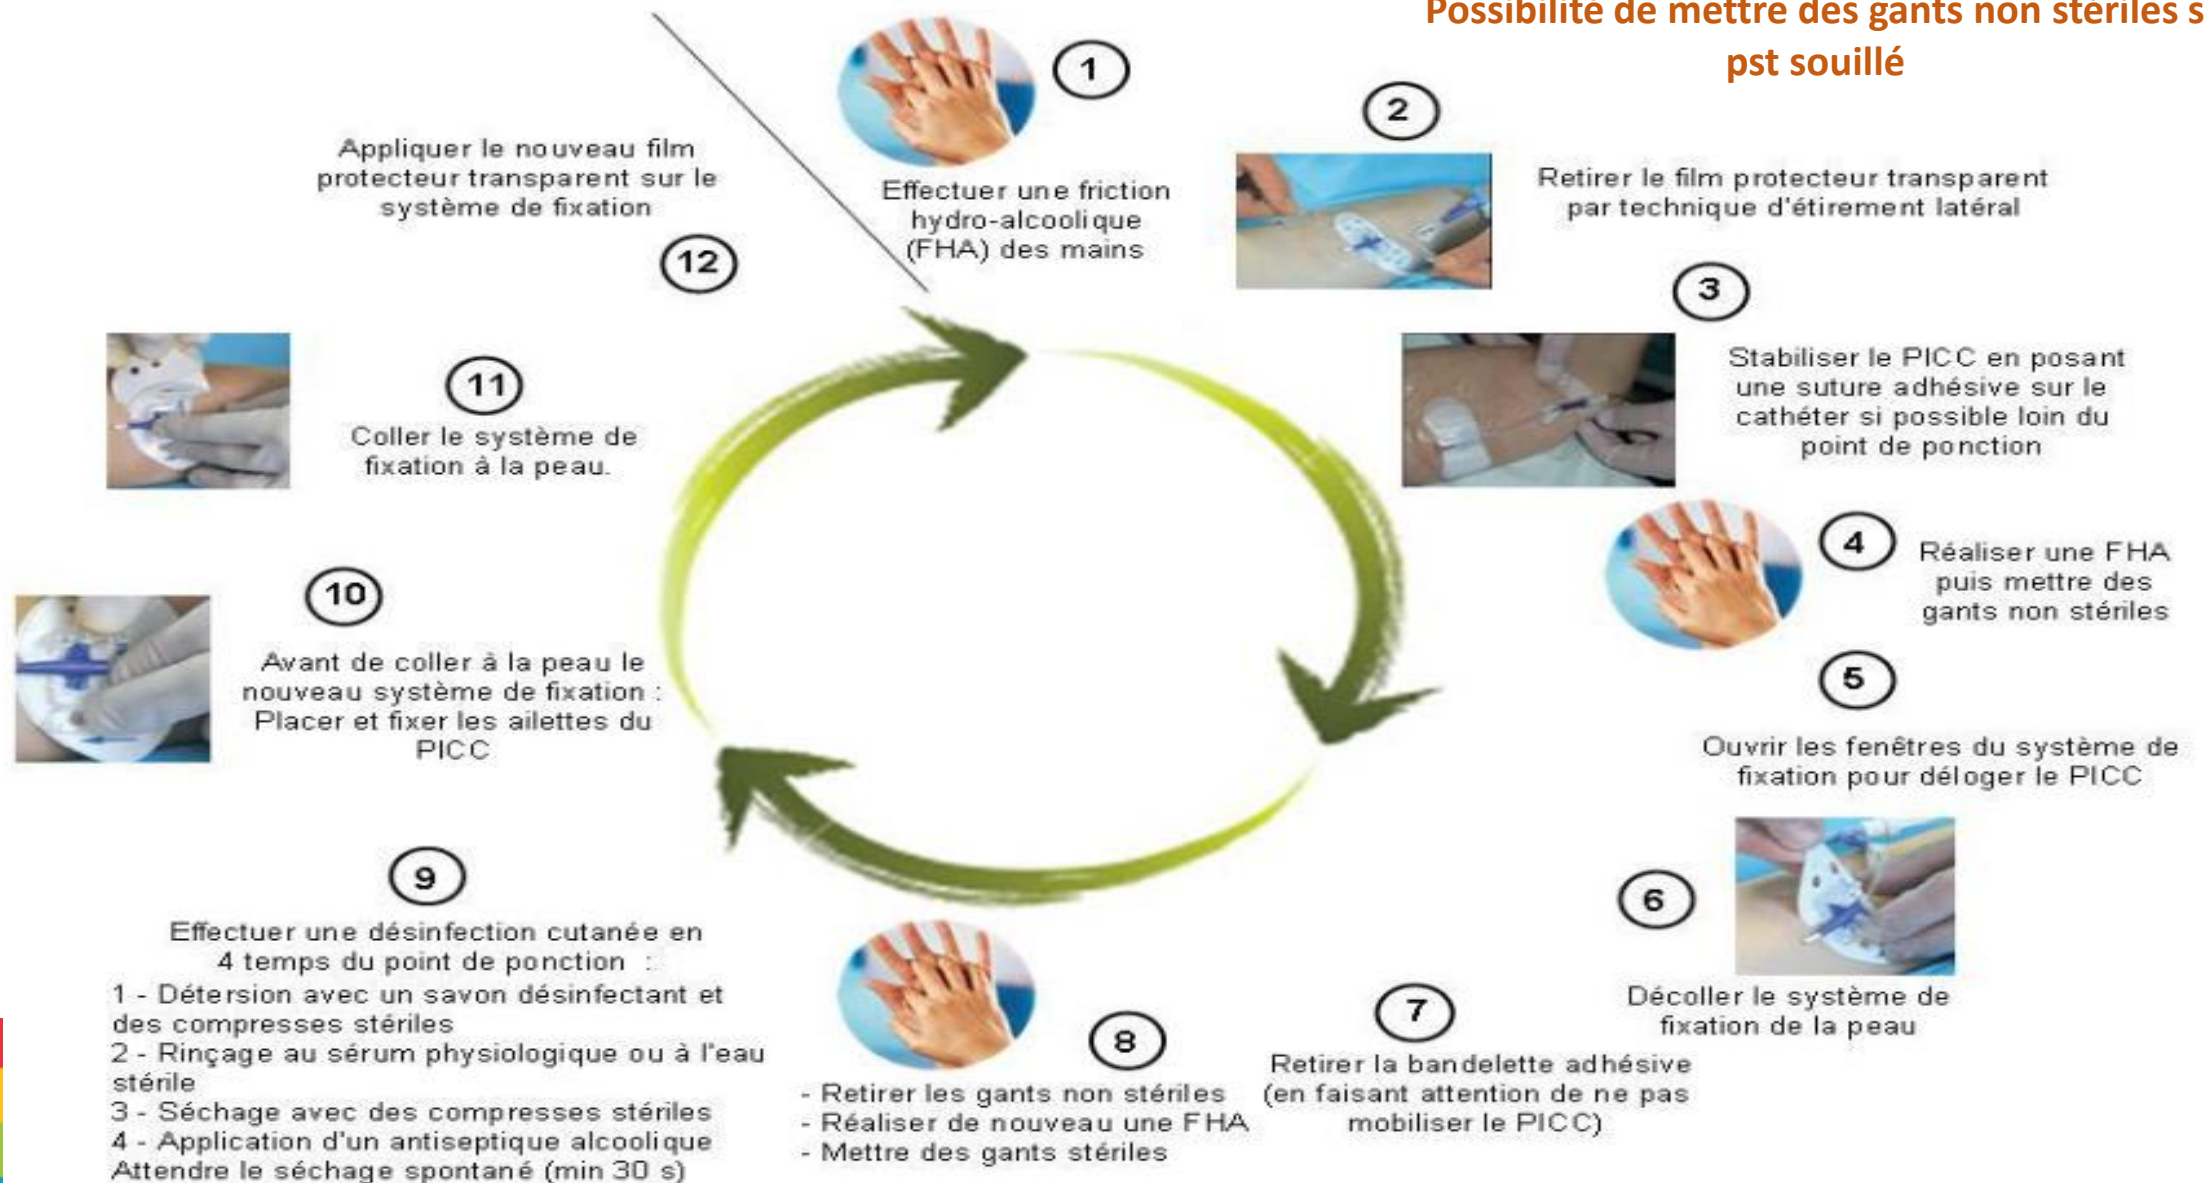 Possibilité de mettre des gants non stériles s
pst souillé
1
Effectuer une friction
hydro-alcoolique
(FHA) des mains
2
Retirer le film protecteur transparent
par technique d'étirement latéral
3
Stabiliser le PICC en posant
une suture adhésive sur le
cathéter si possible loin du
point de ponction
4
Réaliser une FHA
puis mettre des
gants non stériles
5
Ouvrir les fenêtres du système de
fixation pour déloger le PICC
6
Décoller le système de
fixation de la peau
7
Retirer la bandelette adhésive
(en faisant attention de ne pas
mobiliser le PICC)
8
- Retirer les gants non stériles
- Réaliser de nouveau une FHA
- Mettre des gants stériles
9
Effectuer une désinfection cutanée en
4 temps du point de ponction :
1 - Détersion avec un savon désinfectant et
des compresses stériles
2 - Rinçage au sérum physiologique ou à l'eau
stérile
3 - Séchage avec des compresses stériles
4 - Application d'un antiseptique alcoolique
Attendre le séchage spontané (min 30 s)
10
Avant de coller à la peau le
nouveau système de fixation :
Placer et fixer les ailettes du
PICC
11
Coller le système de
fixation à la peau.
12
Appliquer le nouveau film
protecteur transparent sur le
système de fixation